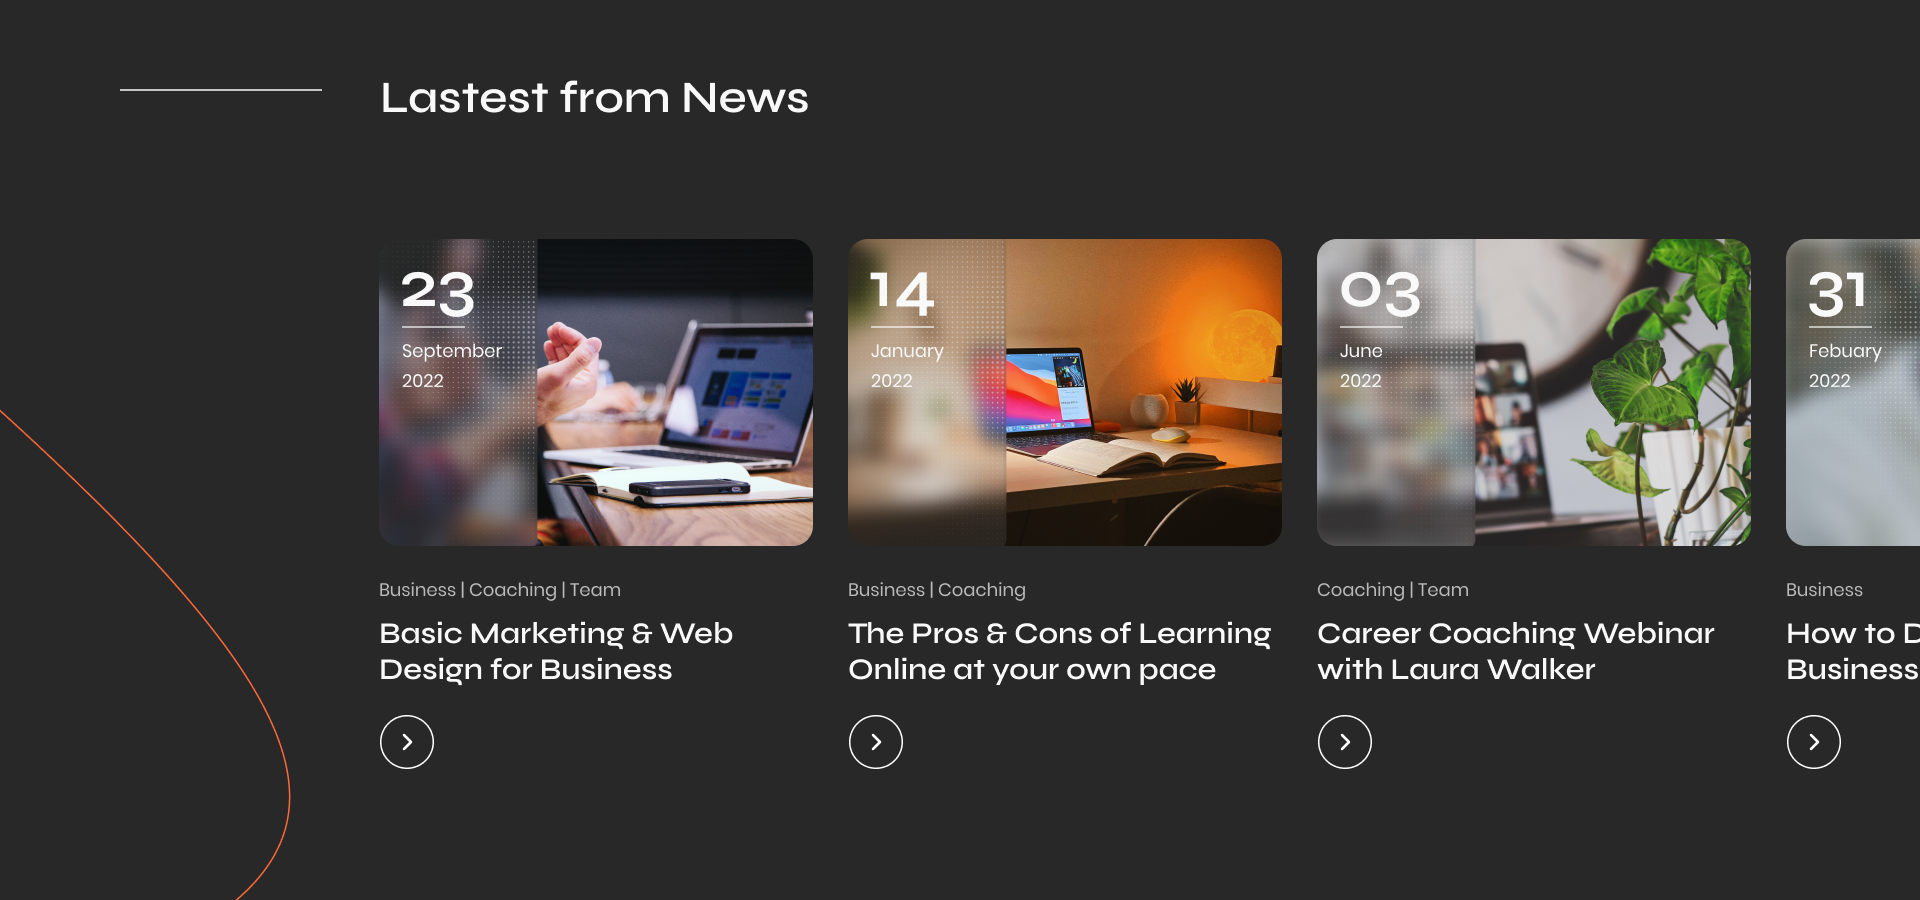 Lastest from News
23
September
2022
Business | Coaching | Team
Basic Marketing & Web
Design for Business
14
January
2022
Business | Coaching
The Pros & Cons of Learning
Online at your own pace
03
June
2022
Coaching | Team
Career Coaching Webinar
with Laura Walker
31
Febuary
2022
Business
How to D
Business